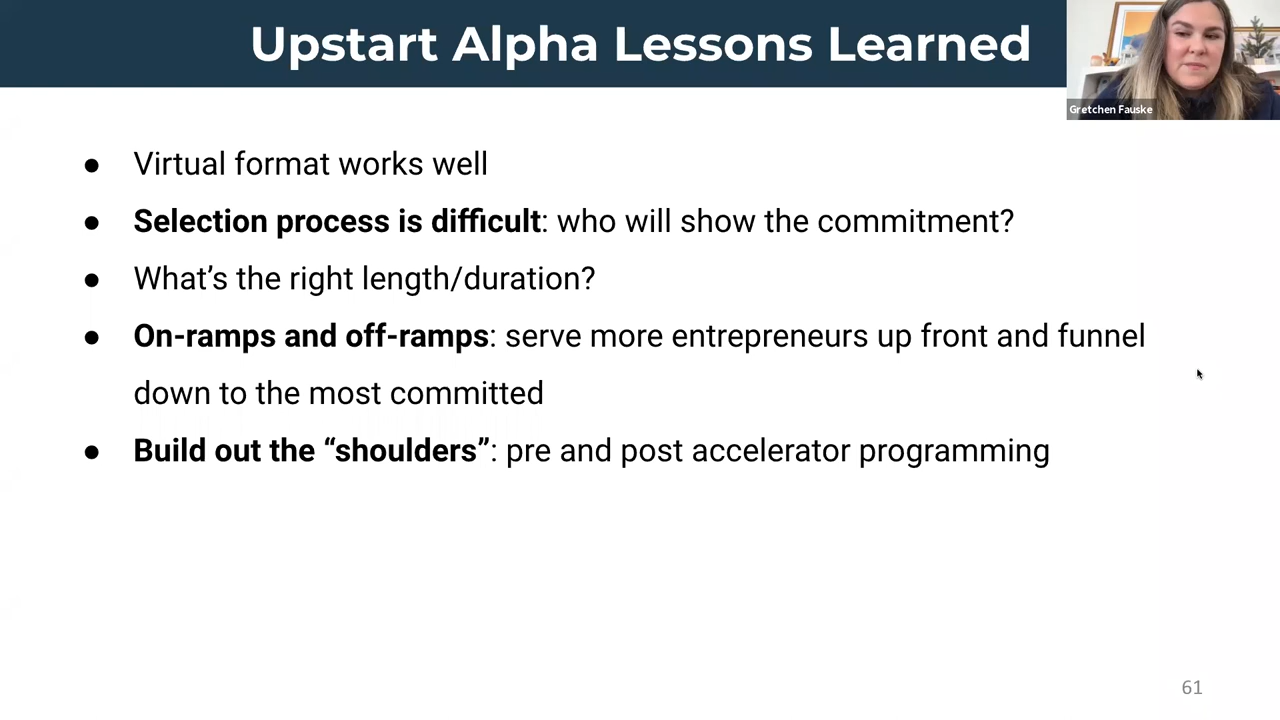 Upstart Alpha Lessons Learned
Gretchen Fauske
● Virtual format works well
● Selection process is difficult: who will show the commitment?
● What’s the right length/duration?
● On-ramps and off-ramps: serve more entrepreneurs up front and funnel
down to the most committed
● Build out the “shoulders”: pre and post accelerator programming
61